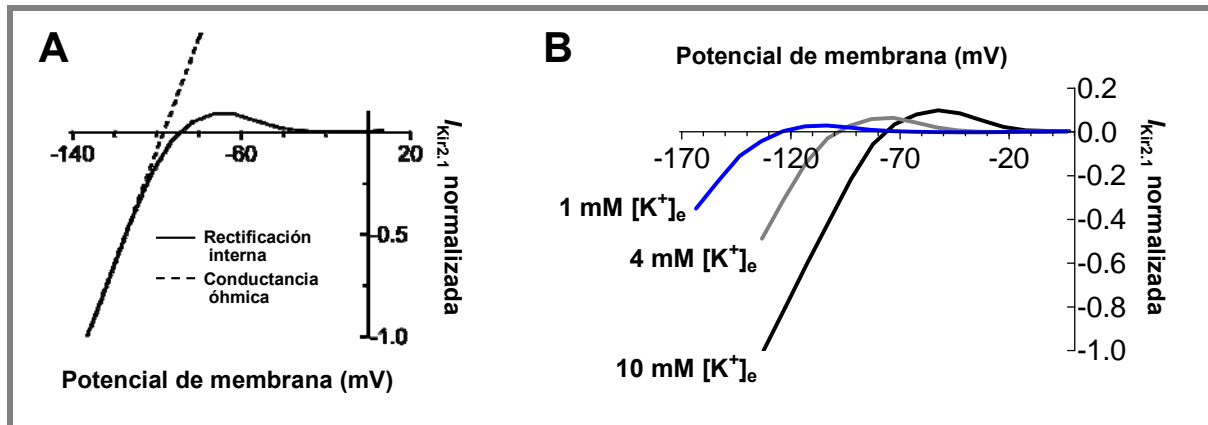 A
-140
-60
20
-0.5
-1.0
I Kir2.1 normalizada
Rectificación
interna
Conductancia
óhmica
Potencial de membrana (mV)
B
Potencial de membrana (mV)
0.2
0.0
-0.2
-0.4
-0.6
-0.8
-1.0
-170
-120
-70
-20
I Kir2.1 normalizada
1 mM [K+]e
4 mM [K+]e
10 mM [K+]e